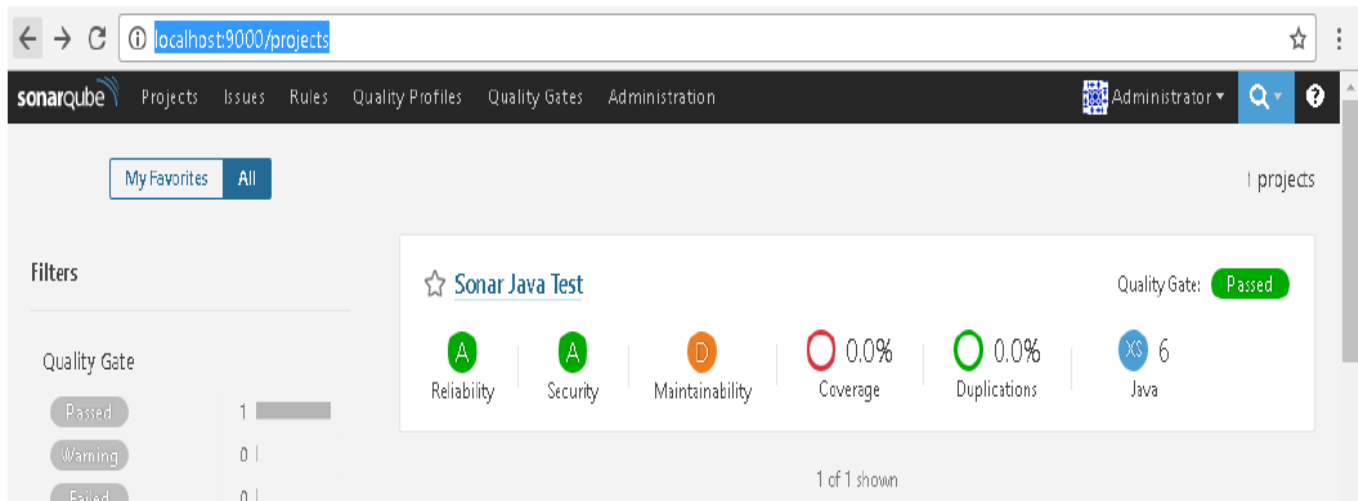 localhost:9000/projects
sonarqube Projects Issues Rules Quality Profiles Quality Gates Administration Administrator
My Favorites All 1 projects
Filters
Sonar Java Test Quality Gate: Passed
A A D 0.0% 0.0% XS 6
Reliability Security Maintainability Coverage Duplications Java
Quality Gate
Passed 1
Warning 0
Failed 0
1 of 1 shown